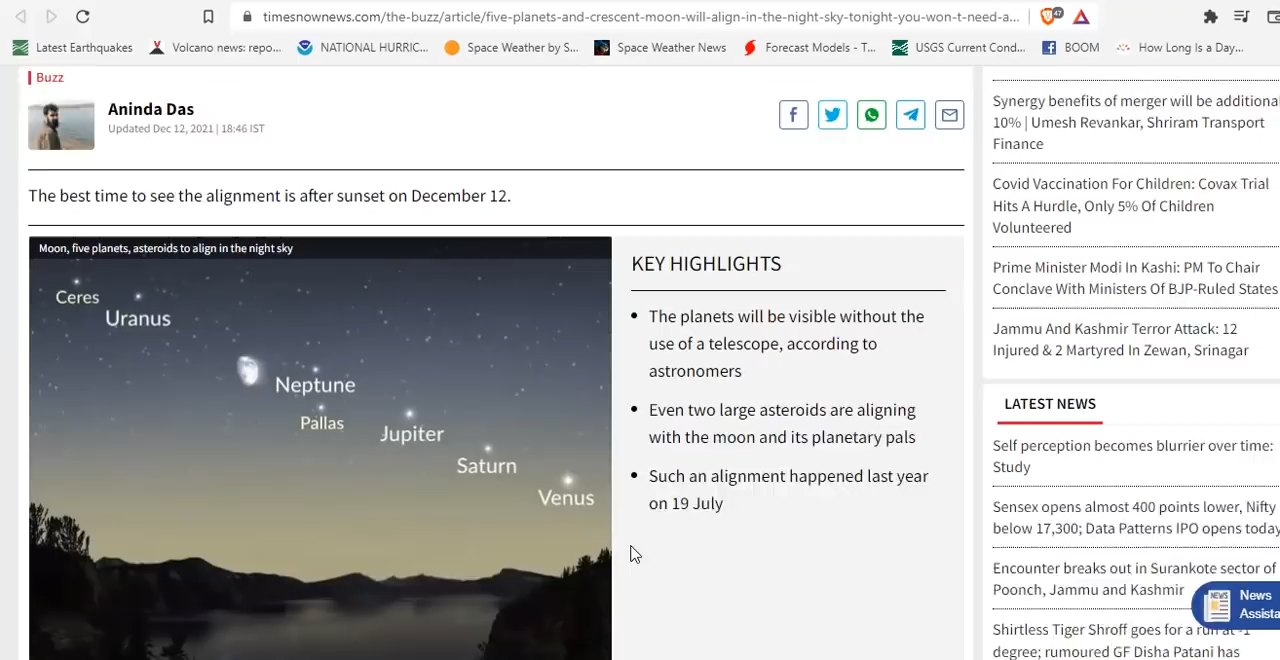 timesnownews.com/the-buzz/article/five-planets-and-crescent-moon-will-align-in-the-night-sky-tonight-you-won-t-need-a...
47
Latest Earthquakes
Volcano news: repo...
NATIONAL HURRIC...
Space Weather by S...
Space Weather News
Forecast Models - T...
USGS Current Cond...
BOOM
How Long Is a Day...
Buzz
Aninda Das
Updated Dec 12, 2021 | 18:46 IST
The best time to see the alignment is after sunset on December 12.
Moon, five planets, asteroids to align in the night sky
Ceres
Uranus
Neptune
Pallas
Jupiter
Saturn
Venus
KEY HIGHLIGHTS
The planets will be visible without the
use of a telescope, according to
astronomers
Even two large asteroids are aligning
with the moon and its planetary pals
Such an alignment happened last year
on 19 July
Synergy benefits of merger will be additional
10% | Umesh Revankar, Shriram Transport
Finance
Covid Vaccination For Children: Covax Trial
Hits A Hurdle, Only 5% Of Children
Volunteered
Prime Minister Modi In Kashi: PM To Chair
Conclave With Ministers Of BJP-Ruled States
Jammu And Kashmir Terror Attack: 12
Injured & 2 Martyred In Zewan, Srinagar
LATEST NEWS
Self perception becomes blurrier over time:
Study
Sensex opens almost 400 points lower, Nifty
below 17,300; Data Patterns IPO opens today
Encounter breaks out in Surankote sector of
Poonch, Jammu and Kashmir
News
Assista
NEWS
Shirtless Tiger Shroff goes for a run at -1
degree; rumoured GF Disha Patani has